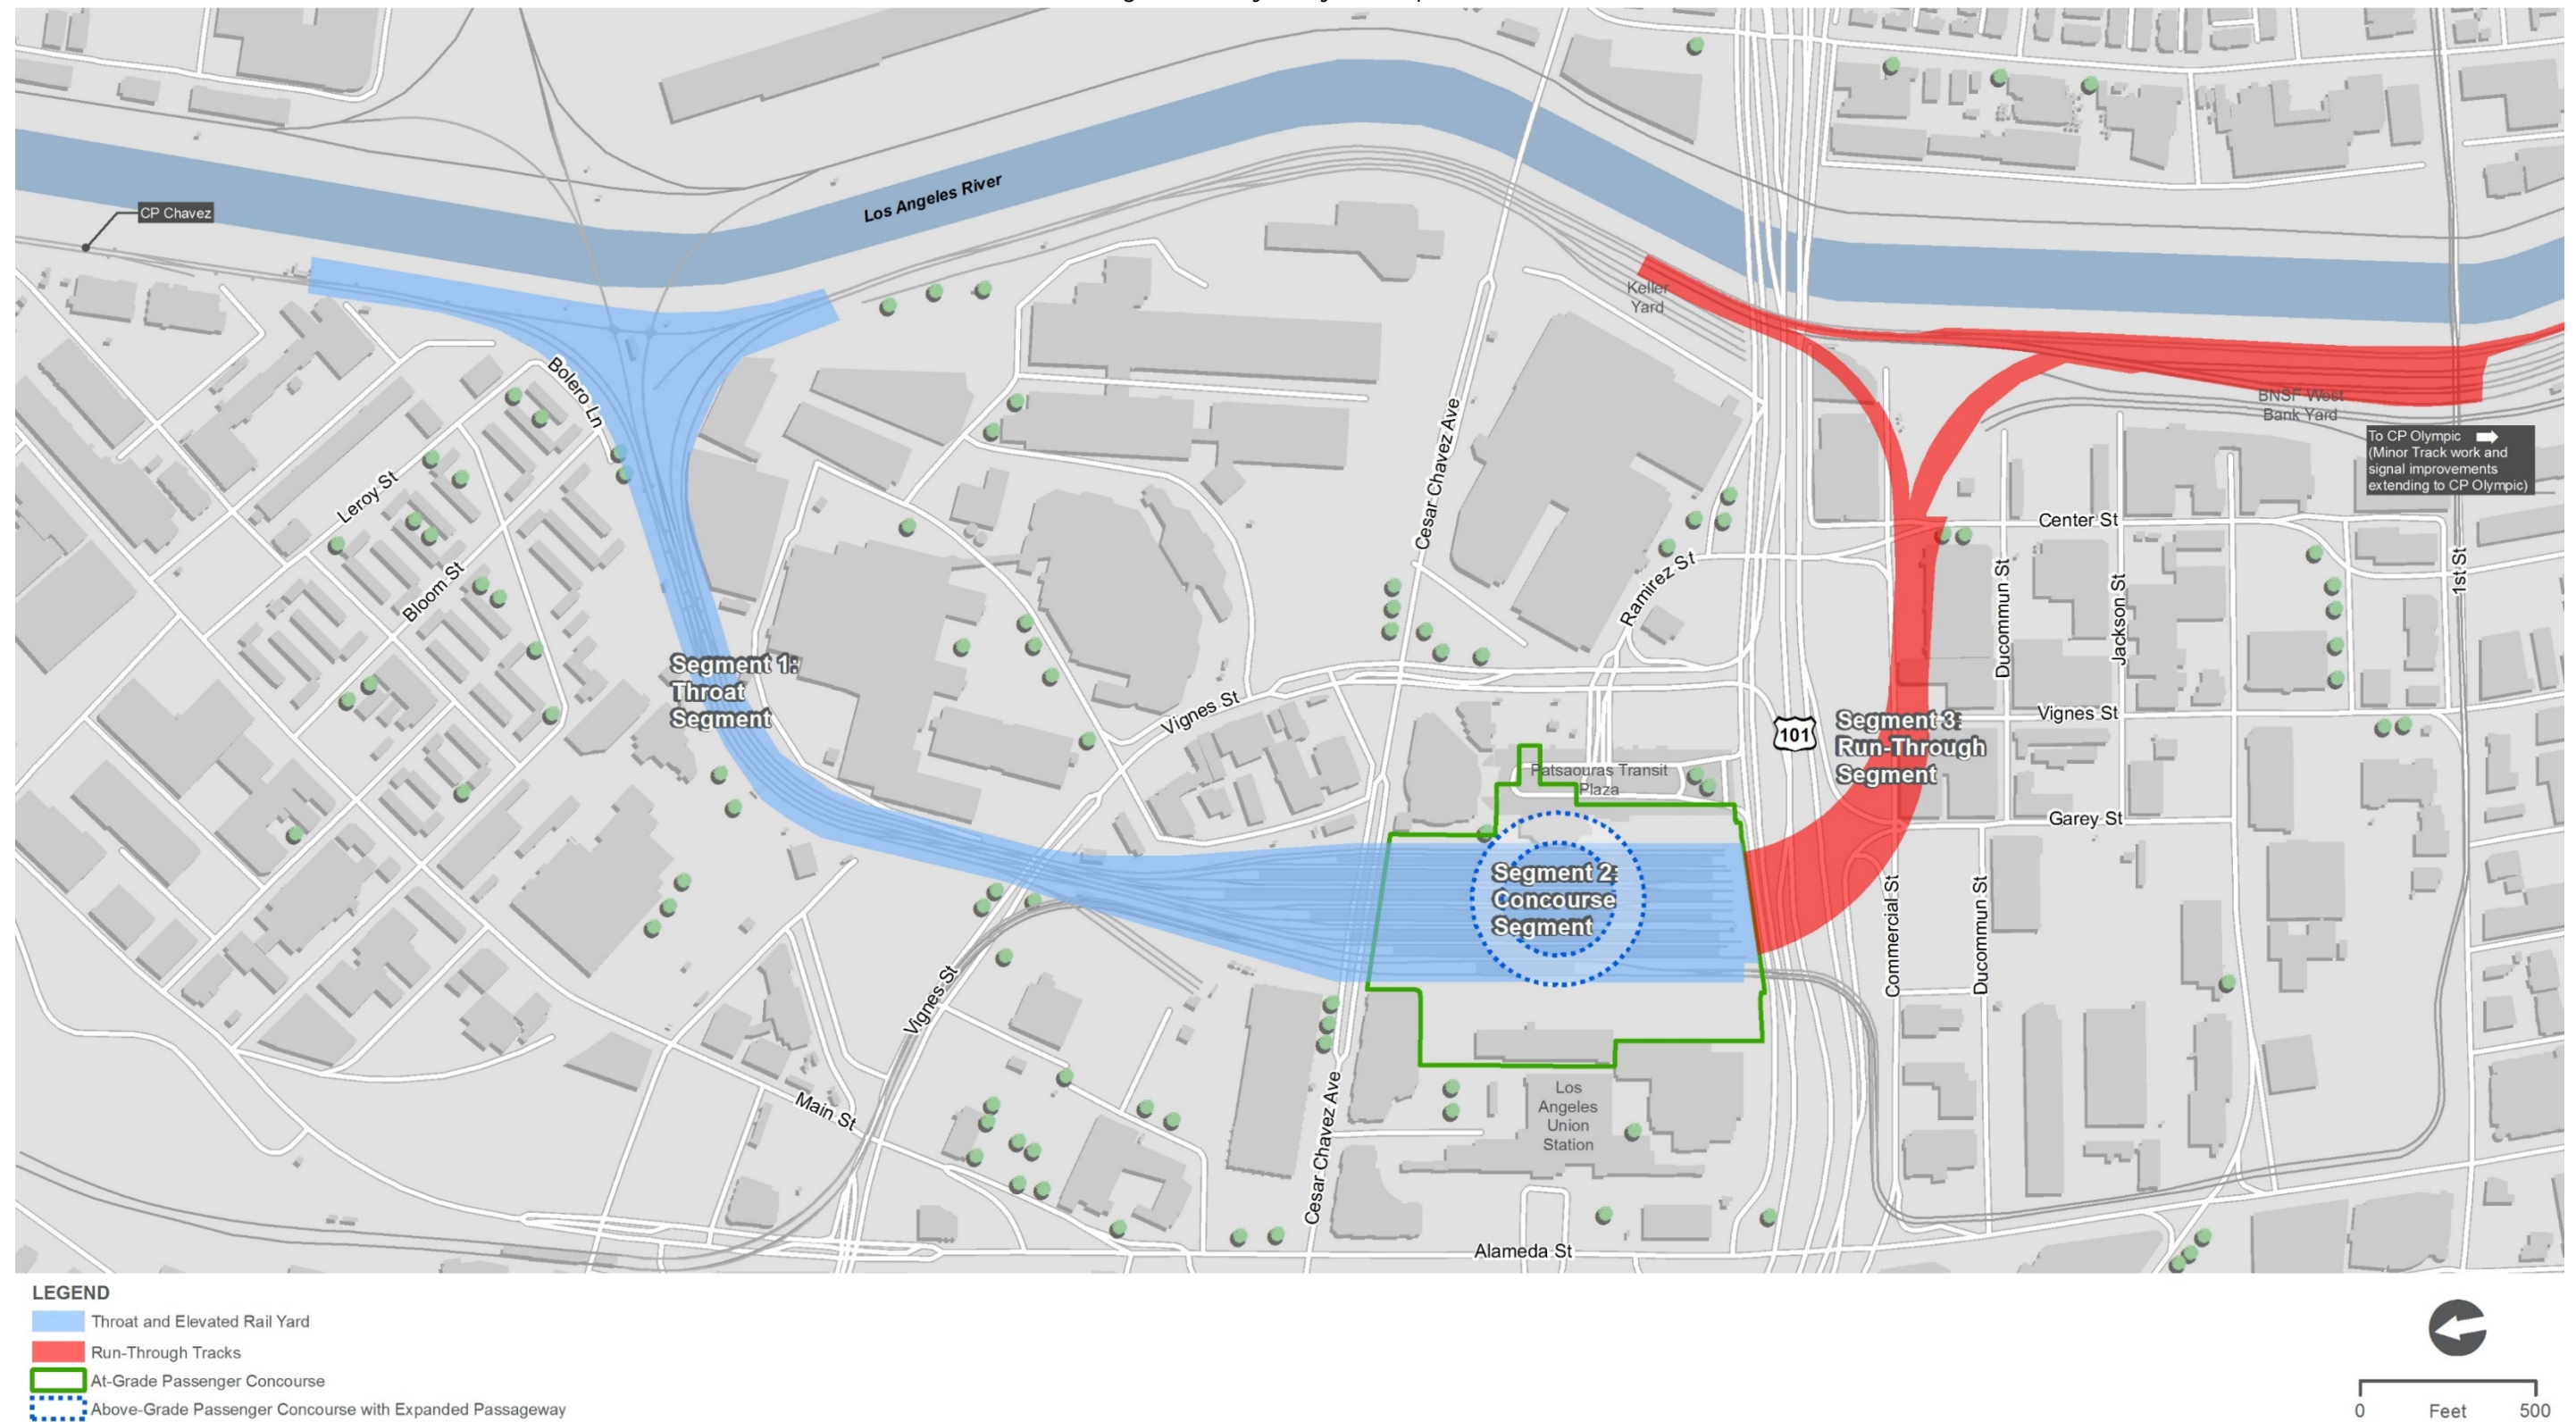 CP Chavez
Los Angeles River
Keller
Yard
BNSF West
Bank Yard
To CP Olympic
(Minor Track work and
signal improvements
extending to CP Olympic)
Bolero Ln
Leroy St
Bloom St
Cesar Chavez Ave
Ramirez St
Center St
Ducommun St
Jackson St
1st St
Segment 1:
Throat
Segment
Vignes St
Vignes St
101
Segment 3:
Run-Through
Segment
Patsaouras Transit
Plaza
Garey St
Segment 2:
Concourse
Segment
Commercial St
Ducommun St
Vignes St
Main St
Cesar Chavez Ave
Los
Angeles
Union
Station
Alameda St
LEGEND
Throat and Elevated Rail Yard
Run-Through Tracks
At-Grade Passenger Concourse
Above-Grade Passenger Concourse with Expanded Passageway
0 Feet 500